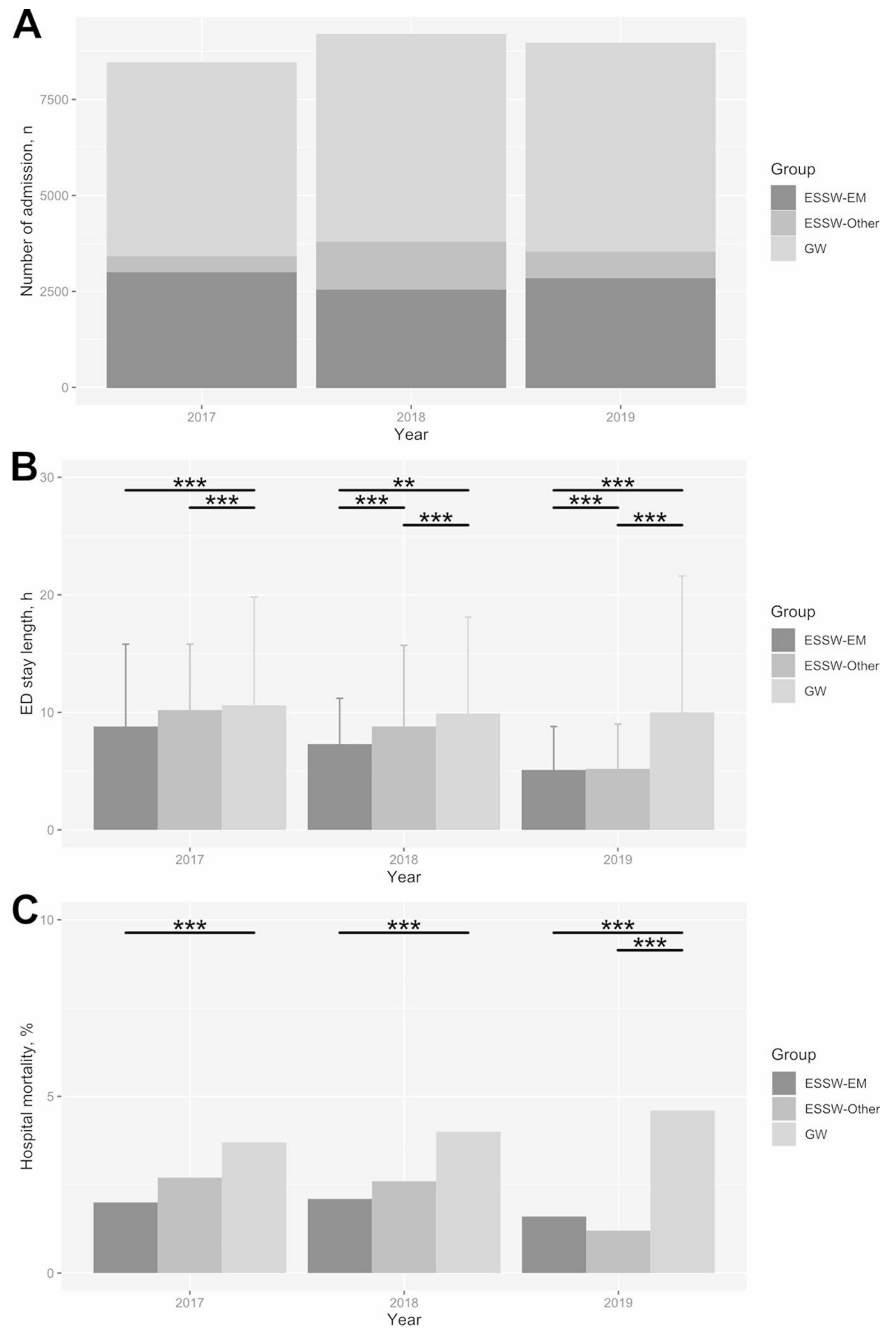 A
Number of admission, n
7500
5000
2500
0
2017
2018
2019
Year
Group
ESSW-EM
ESSW-Other
GW
B
ED stay length, h
30
20
10
0
***
***
**
***
***
***
***
***
2017
2018
2019
Year
Group
ESSW-EM
ESSW-Other
GW
C
Hospital mortality, %
10
5
0
***
***
***
***
2017
2018
2019
Year
Group
ESSW-EM
ESSW-Other
GW